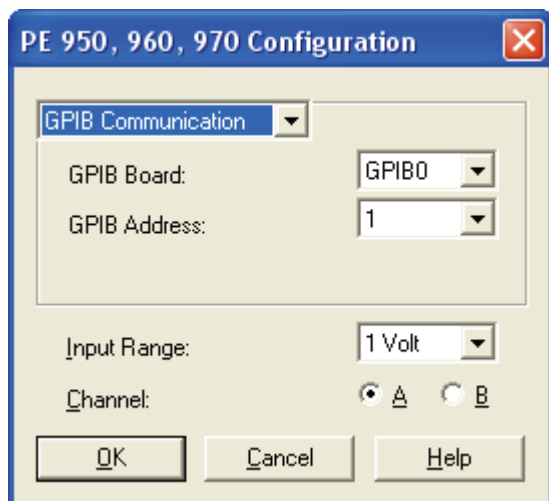 PE 950, 960, 970 Configuration
GPIB Communication
GPIB Board: GPIB0
GPIB Address: 1
Input Range: 1 Volt
Channel: A B
OK Cancel Help